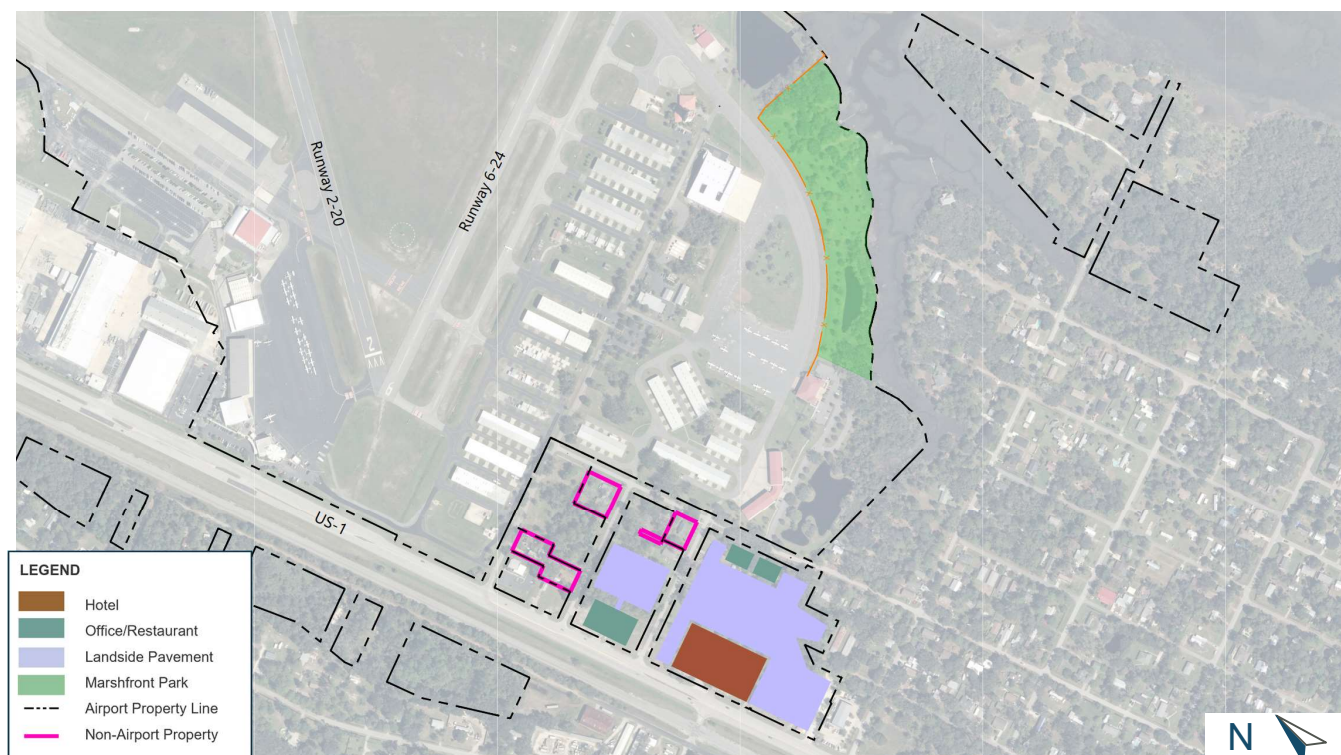 Runway 2-20
Runway 6-24
2
US-1
LEGEND
Hotel
Office/Restaurant
Landside Pavement
Marshfront Park
Airport Property Line
Non-Airport Property
N